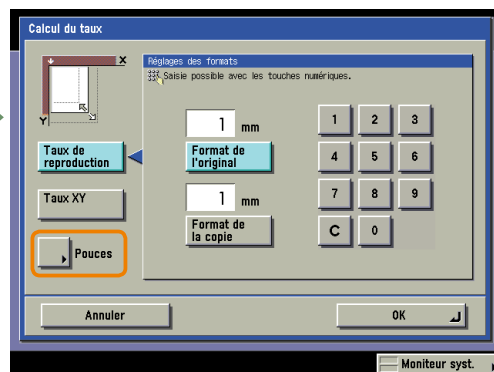 Calcul du taux
X
Y
Réglages des formats
Saisie possible avec les touches numériques.
1 mm
Format de
l'original
1 mm
Format de
la copie
Taux de
reproduction
Taux XY
Pouces
1 2 3
4 5 6
7 8 9
C 0
Annuler
OK
Moniteur syst.